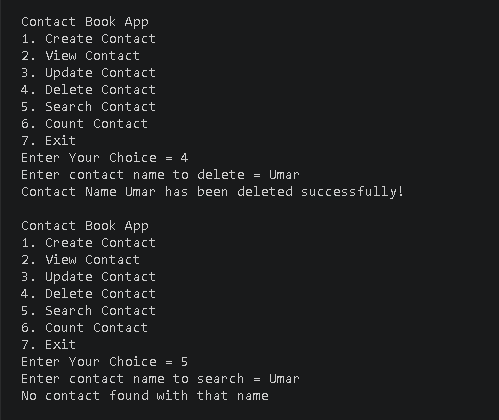 Contact Book App
1. Create Contact
2. View Contact
3. Update Contact
4. Delete Contact
5. Search Contact
6. Count Contact
7. Exit
Enter Your Choice = 4
Enter contact name to delete = Umar
Contact Name Umar has been deleted successfully!

Contact Book App
1. Create Contact
2. View Contact
3. Update Contact
4. Delete Contact
5. Search Contact
6. Count Contact
7. Exit
Enter Your Choice = 5
Enter contact name to search = Umar
No contact found with that name